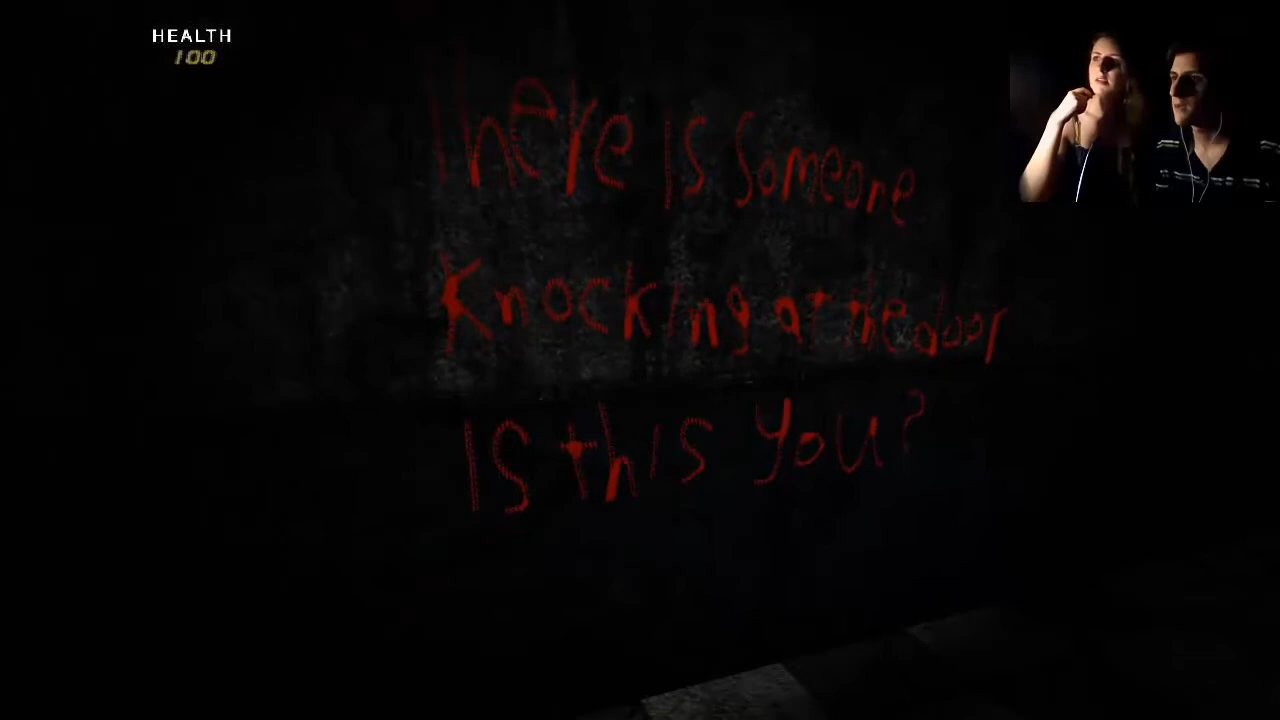 HEALTH
100
There is someone
Knocking at the door
Is this you?